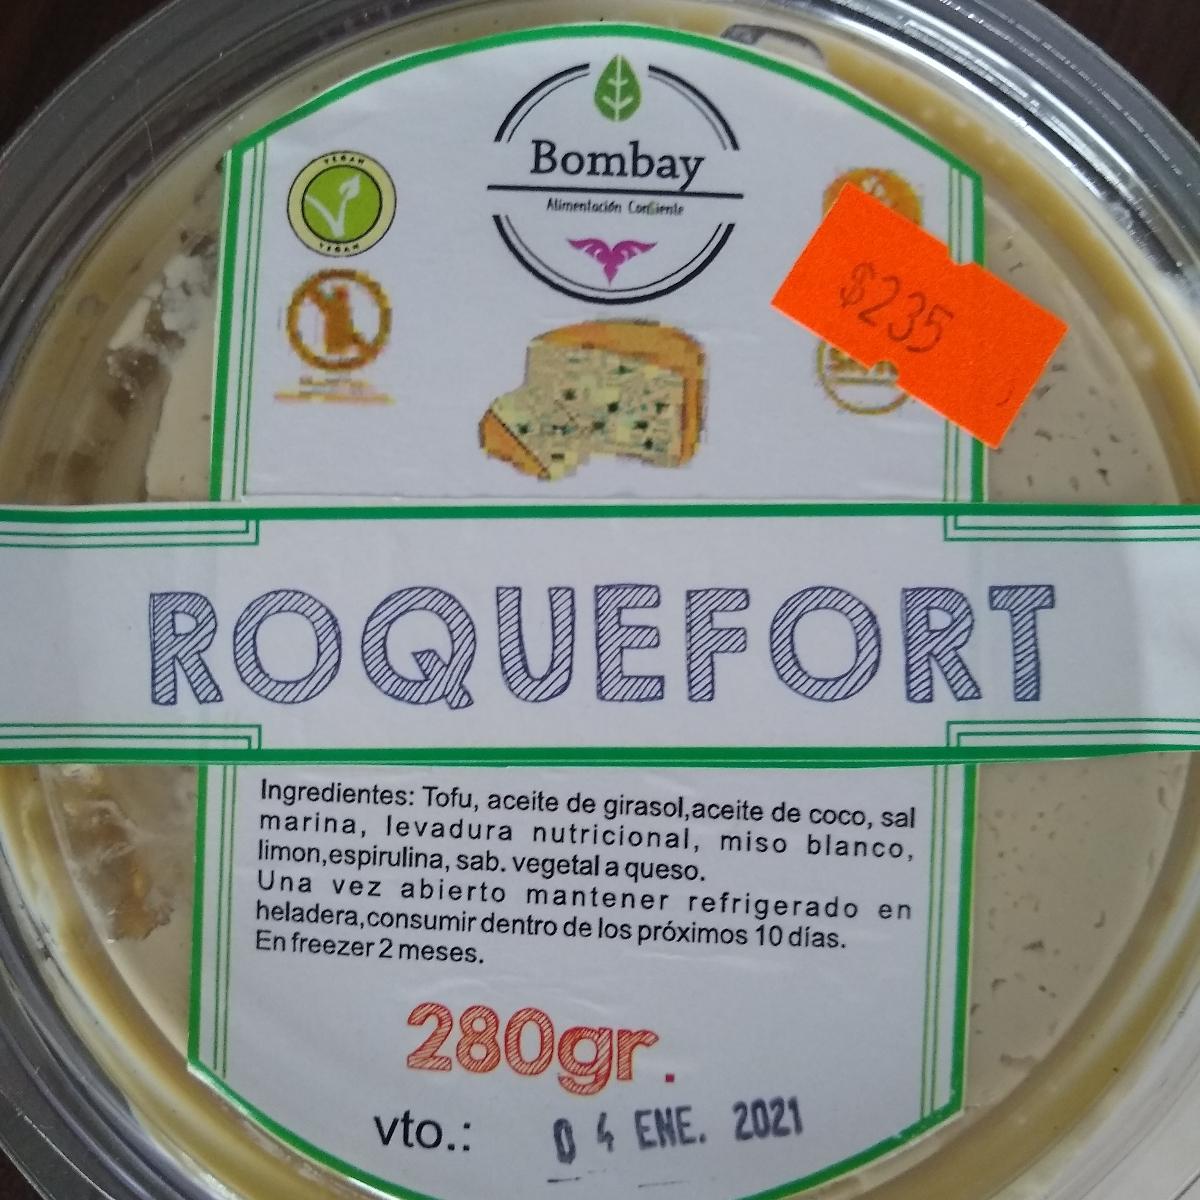 VEGAN
VEGAN
Bombay
Alimentación ConCiente
$235
ROQUEFORT
Ingredientes: Tofu, aceite de girasol,aceite de coco, sal
marina, levadura nutricional, miso blanco,
limon,espirulina, sab. vegetal a queso.
Una vez abierto mantener refrigerado en
heladera,consumir dentro de los próximos 10 días.
En freezer 2 meses.
280gr.
vto.: 04 ENE. 2021